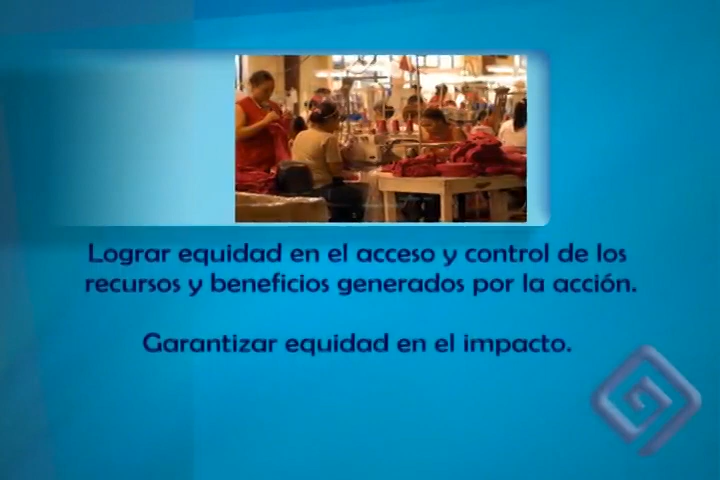 Lograr equidad en el acceso y control de los
recursos y beneficios generados por la acción.
Garantizar equidad en el impacto.